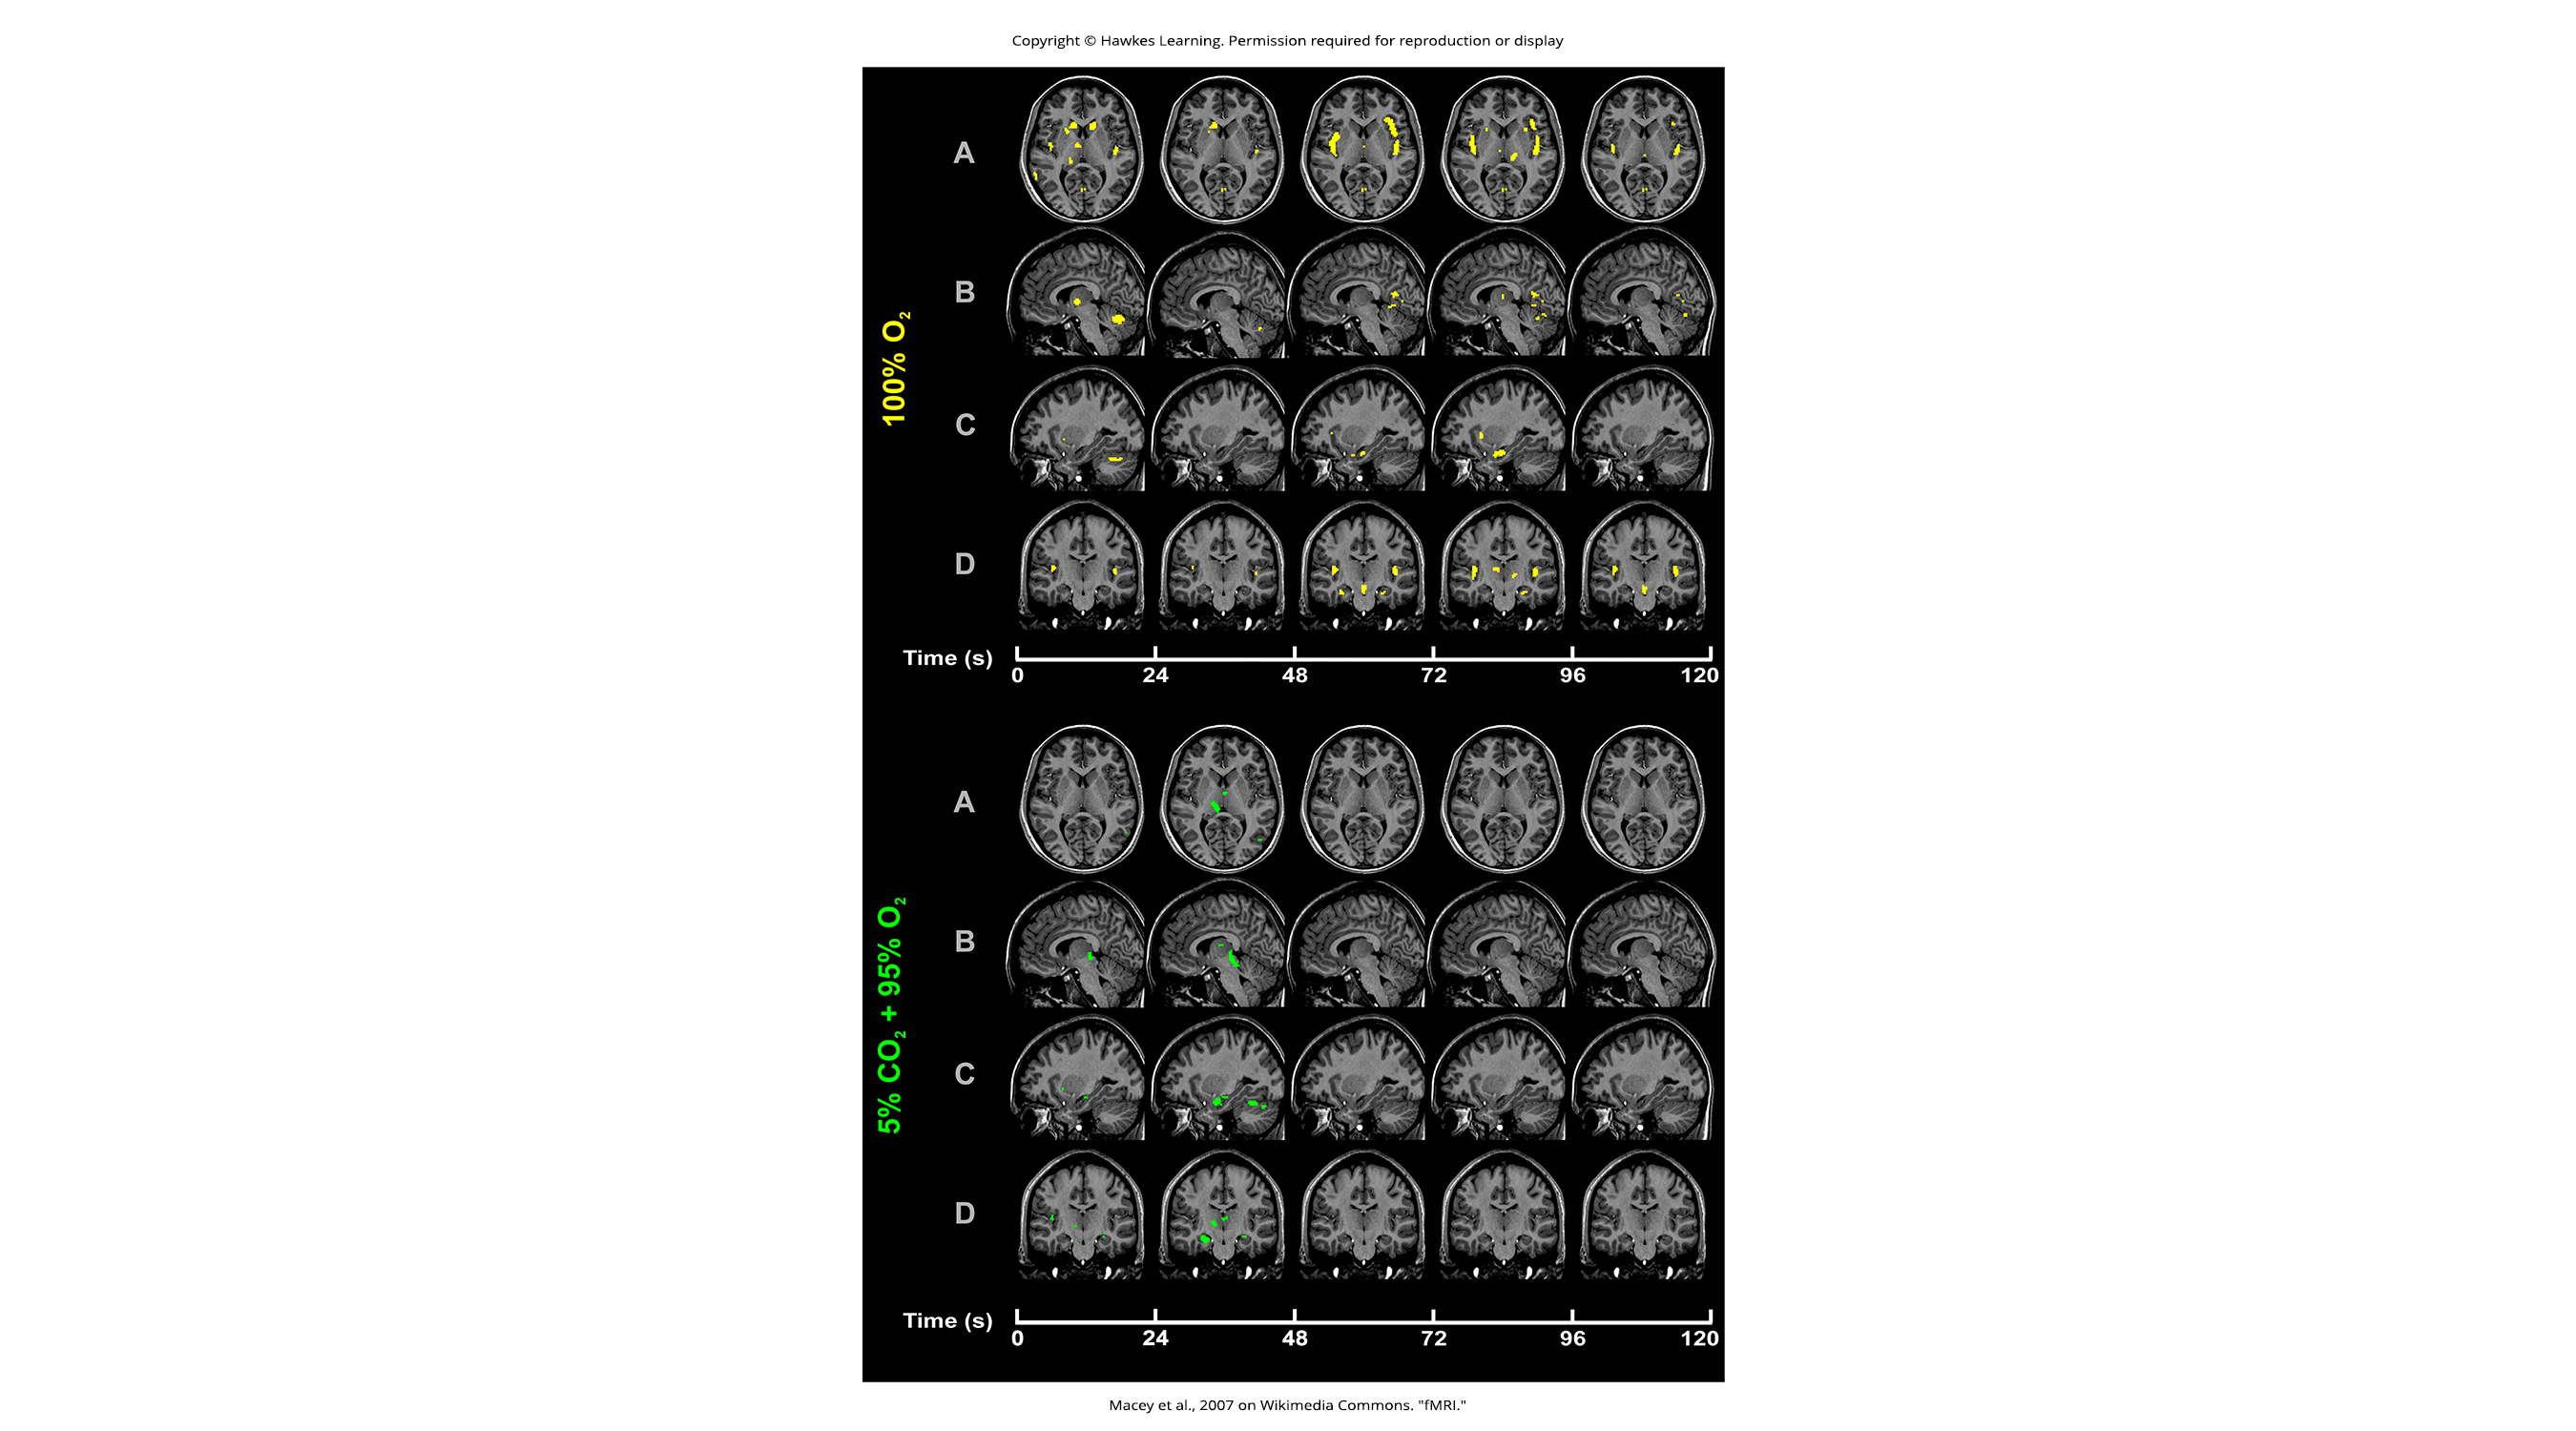 Copyright © Hawkes Learning. Permission required for reproduction or display
100% O₂
A
B
C
D
Time (s)
0 24 48 72 96 120
5% CO₂ + 95% O₂
A
B
C
D
Time (s)
0 24 48 72 96 120
Macey et al., 2007 on Wikimedia Commons. "fMRI."